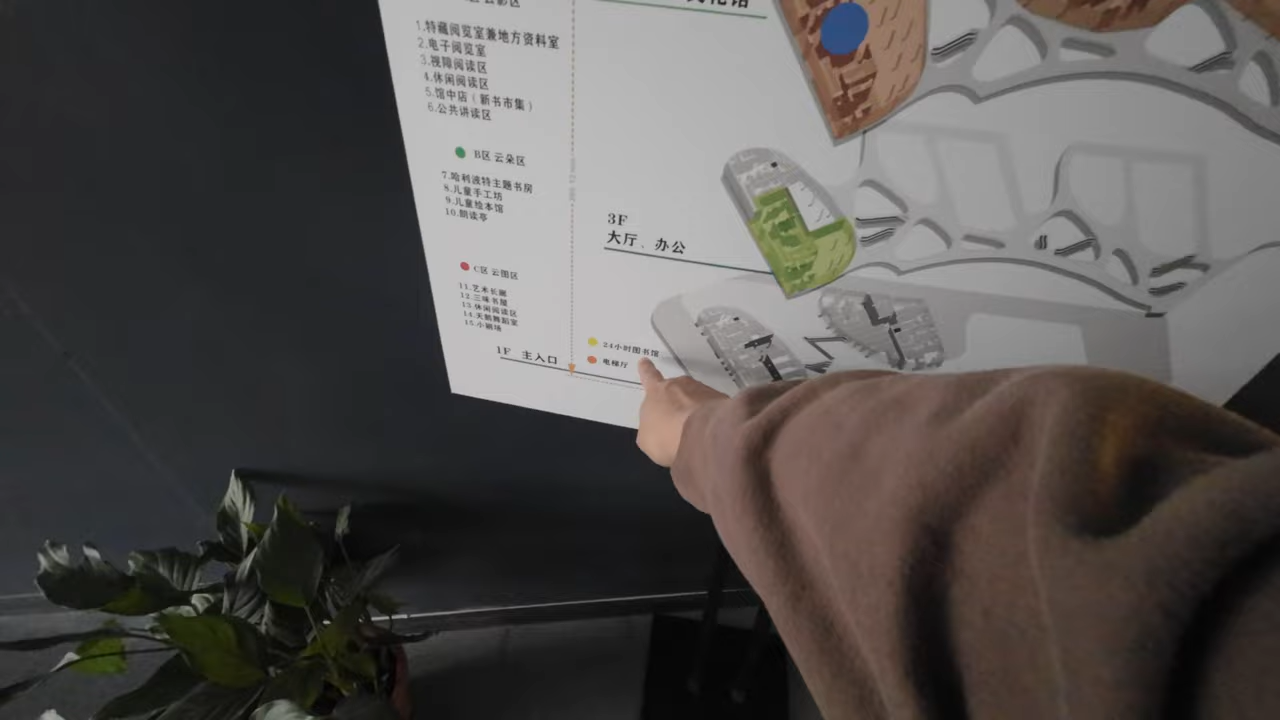 云影区
1.特藏阅览室兼地方资料室
2.电子阅览室
3.视障阅读区
4.休闲阅读区
5.馆中店（新书市集）
6.公共讲读区
B区 云朵区
7.哈利波特主题书房
8.儿童手工坊
9.儿童绘本馆
10.朗读亭
C区 云图区
11.艺术长廊
12.三味书屋
13.休闲阅读区
14.天鹅舞蹈室
15.小剧场
1F 主入口
24小时图书馆
电梯厅
3F
大厅、办公